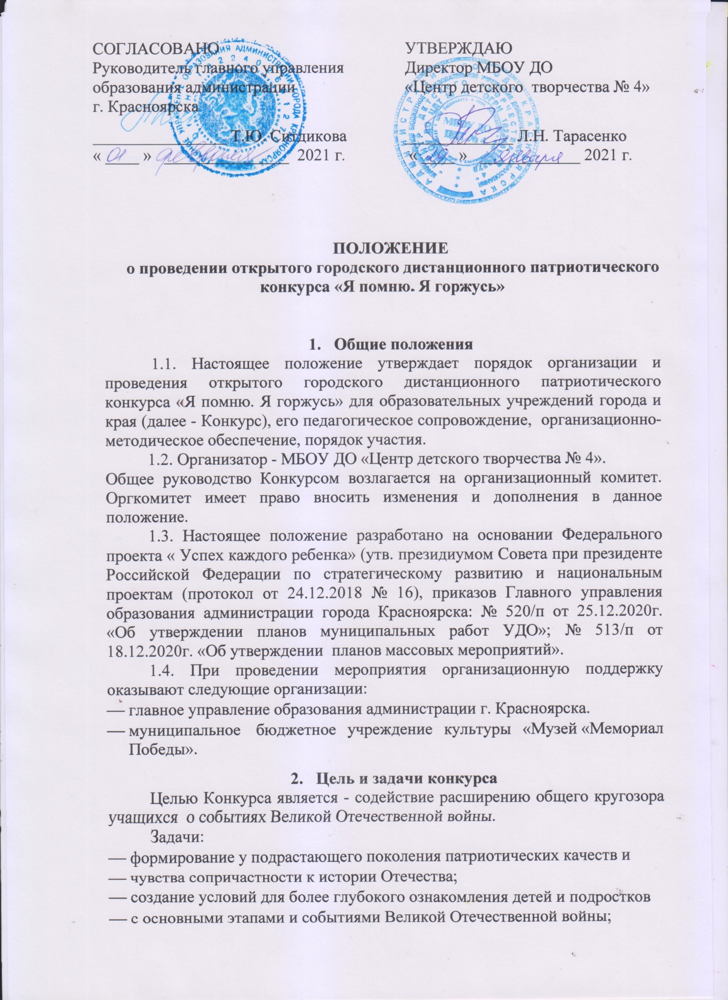 СОГЛАСОВАНО
Руководитель главного управления
образования администрации
г. Красноярска
Т.Ю. Ситдикова
« 01 » февраля 2021 г.
УТВЕРЖДАЮ
Директор МБОУ ДО
«Центр детского творчества № 4»
Л.Н. Тарасенко
« 29 » января 2021 г.
ПОЛОЖЕНИЕ
о проведении открытого городского дистанционного патриотического
конкурса «Я помню. Я горжусь»
1. Общие положения
1.1. Настоящее положение утверждает порядок организации и
проведения открытого городского дистанционного патриотического
конкурса «Я помню. Я горжусь» для образовательных учреждений города и
края (далее - Конкурс), его педагогическое сопровождение, организационно-
методическое обеспечение, порядок участия.
1.2. Организатор - МБОУ ДО «Центр детского творчества № 4».
Общее руководство Конкурсом возлагается на организационный комитет.
Оргкомитет имеет право вносить изменения и дополнения в данное
положение.
1.3. Настоящее положение разработано на основании Федерального
проекта « Успех каждого ребенка» (утв. президиумом Совета при президенте
Российской Федерации по стратегическому развитию и национальным
проектам (протокол от 24.12.2018 № 16), приказов Главного управления
образования администрации города Красноярска: № 520/п от 25.12.2020г.
«Об утверждении планов муниципальных работ УДО»; № 513/п от
18.12.2020г. «Об утверждении планов массовых мероприятий».
1.4. При проведении мероприятия организационную поддержку
оказывают следующие организации:
— главное управление образования администрации г. Красноярска.
— муниципальное бюджетное учреждение культуры «Музей «Мемориал
Победы».
2. Цель и задачи конкурса
Целью Конкурса является - содействие расширению общего кругозора
учащихся о событиях Великой Отечественной войны.
Задачи:
— формирование у подрастающего поколения патриотических качеств и
— чувства сопричастности к истории Отечества;
— создание условий для более глубокого ознакомления детей и подростков
— с основными этапами и событиями Великой Отечественной войны;